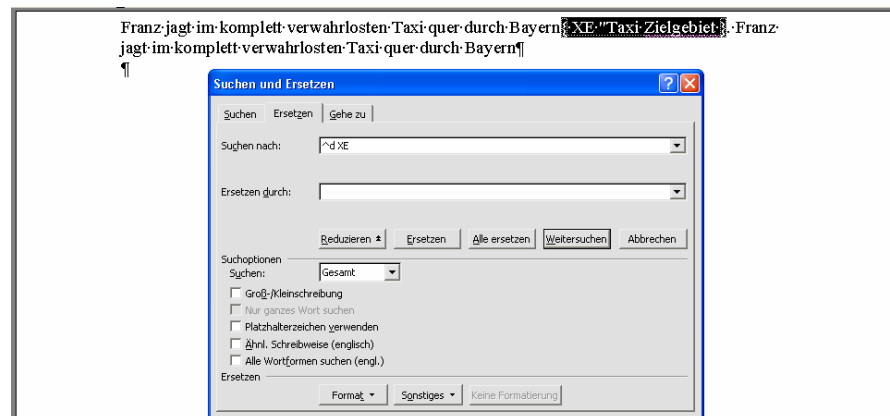 Franz·jagt·im·komplett·verwahrlosten·Taxi·quer·durch·Bayern{·XE·"Taxi·Zielgebiet·}.·Franz·
jagt·im·komplett·verwahrlosten·Taxi·quer·durch·Bayern¶
¶
Suchen und Ersetzen
Suchen Ersetzen Gehe zu
Suchen nach: ^d XE
Ersetzen durch:
Reduzieren Ersetzen Alle ersetzen Weitersuchen Abbrechen
Suchoptionen
Suchen: Gesamt
Groß-/Kleinschreibung
Nur ganzes Wort suchen
Platzhalterzeichen verwenden
Ähnl. Schreibweise (englisch)
Alle Wortformen suchen (engl.)
Ersetzen
Format Sonstiges Keine Formatierung